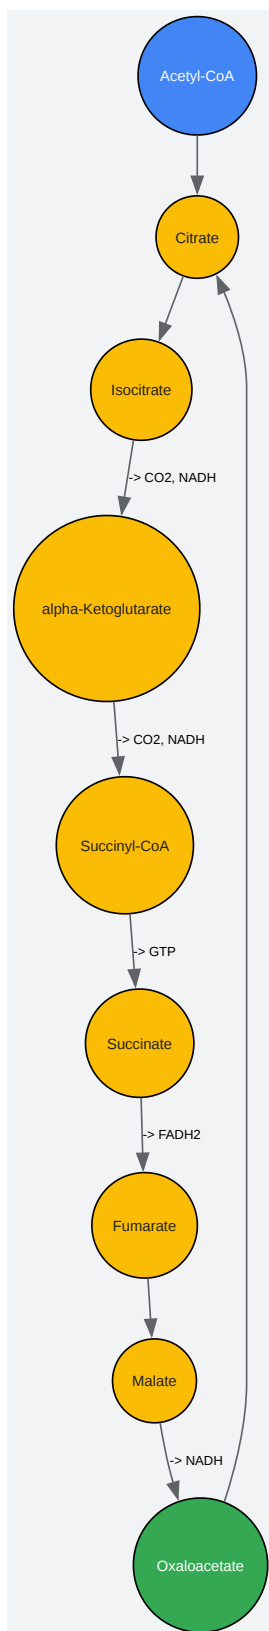 Acetyl-CoA
Citrate
Isocitrate
-> CO2, NADH
alpha-Ketoglutarate
-> CO2, NADH
Succinyl-CoA
-> GTP
Succinate
-> FADH2
Fumarate
Malate
-> NADH
Oxaloacetate